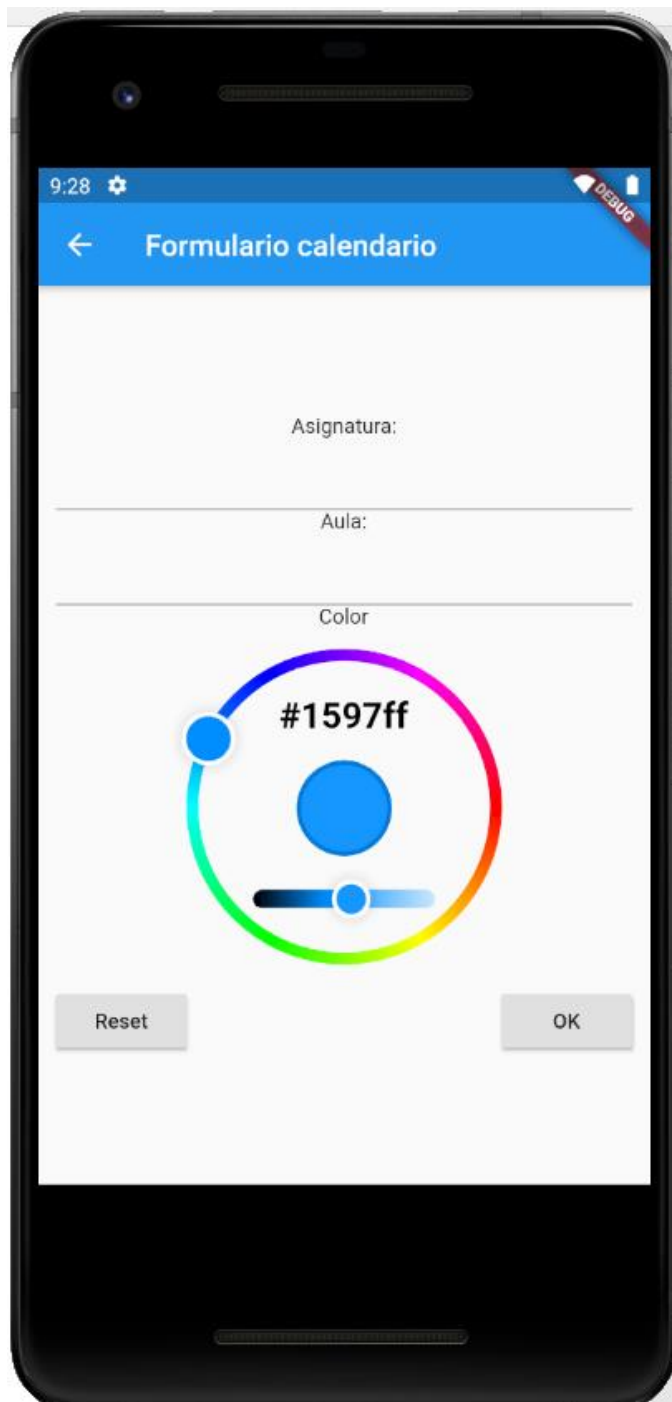 9:28
DEBUG
Formulario calendario
Asignatura:
Aula:
Color
#1597ff
Reset
OK